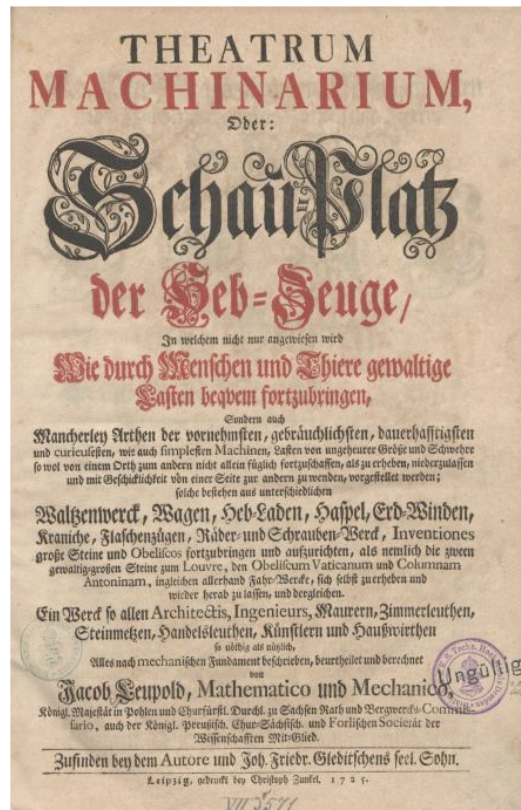 THEATRUM
MACHINARIUM,
Oder:
Schau-Platz
der Heb-Zeuge/
In welchem nicht nur angewiesen wird
Wie durch Menschen und Thiere gewaltige
Lasten beqvem fortzubringen,
Sondern auch
Mancherley Arthen der vornehmsten, gebräuchlichsten, dauerhafftigsten
und curieusesten, wie auch simplesten Machinen, Lasten von ungeheurer Größe und Schwehre
so wol von einem Orth zum andern nicht allein füglich fortzuschaffen, als zu erheben, niederzulassen
und mit Geschicklichkeit von einer Seite zur andern zu wenden, vorgestellet werden;
solche bestehen aus unterschiedlichen
Waltzenwerck, Wagen, Heb-Laden, Haspel, Erd-Winden,
Kraniche, Flaschenzügen, Räder- und Schrauben-Werck, Inventiones
große Steine und Obeliscos fortzubringen und aufzurichten, als nemlich die zween
gewaltig-großen Steine zum Louvre, den Obeliscum Vaticanum und Columnam
Antoninam, ingleichen allerhand Fahr-Wercke, sich selbst zu erheben und
wieder herab zu lassen, und dergleichen.
Ein Werck so allen Architectis, Ingenieurs, Maurern, Zimmerleuthen,
Steinmetzen, Handelsleuthen, Künstlern und Haußwirthen
so nöthig als nützlich,
Alles nach mechanischen Fundament beschrieben, beurtheilet und berechnet
von
Jacob Leupold, Mathematico und Mechanico,
Königl. Majestät in Pohlen und Churfürstl. Durchl. zu Sachsen Rath und Bergwercks-Commissario,
auch der Königl. Preussisch. Chur-Sächsisch. und Forlischen Societät der
Wissenschafften Mit-Glied.
Zufinden bey dem Autore und Joh. Friedr. Gleditschens seel. Sohn.
Leipzig, gedruckt bey Christoph Zunkel. 1725.
Ungültig